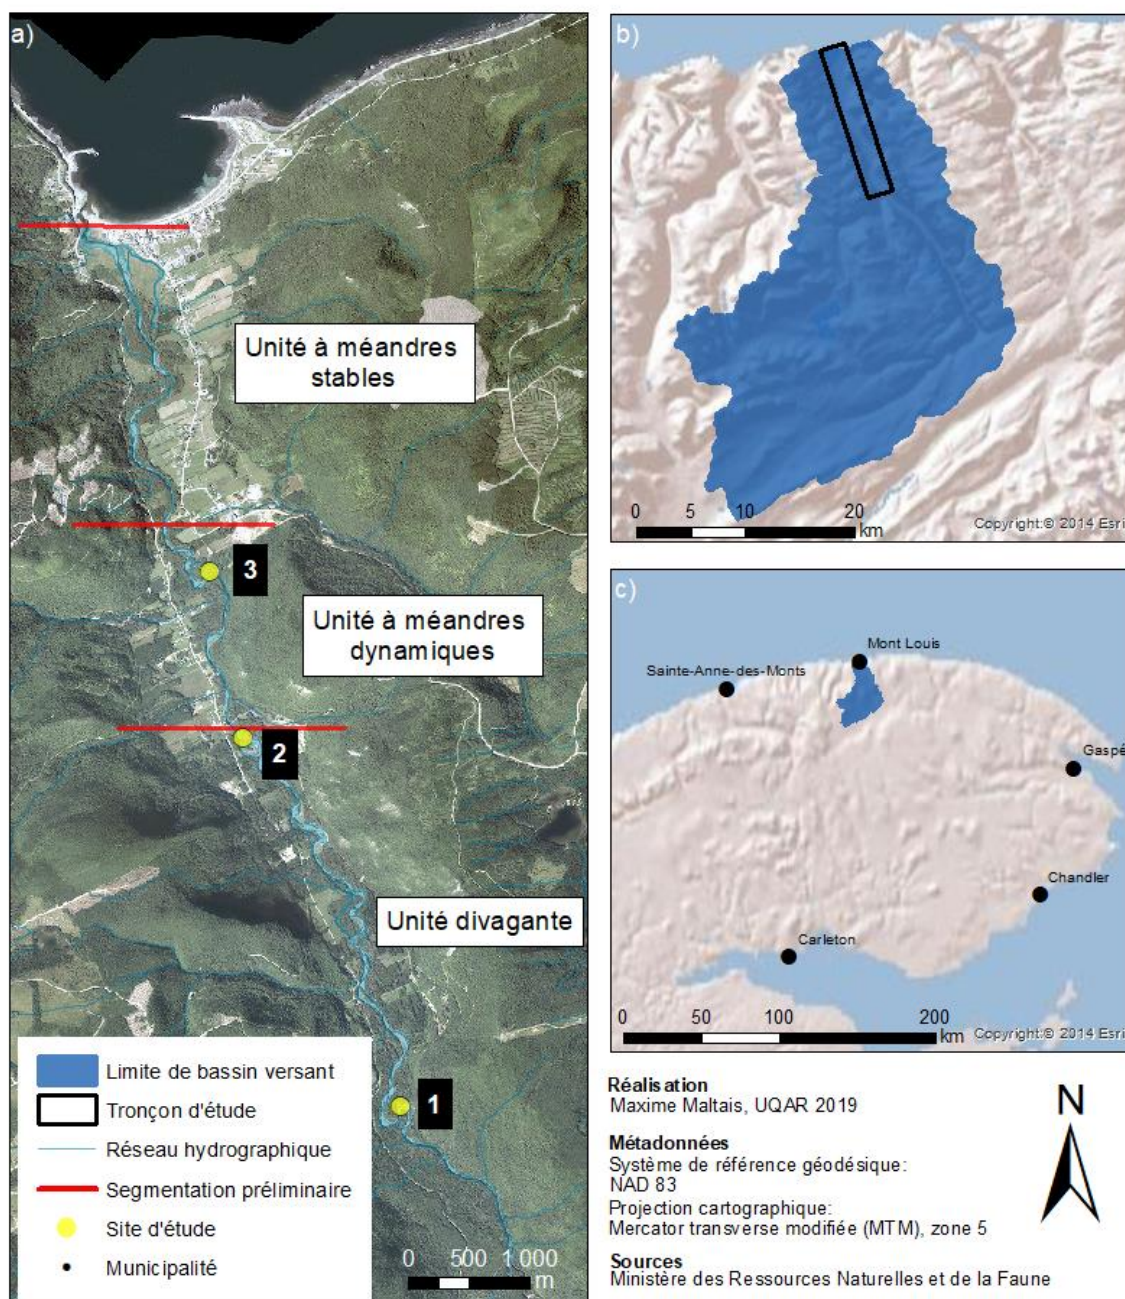 a)
Unité à méandres
stables
3
Unité à méandres
dynamiques
2
Unité divagante
1
Limite de bassin versant
Tronçon d'étude
Réseau hydrographique
Segmentation préliminaire
Site d'étude
Municipalité
0 500 1 000
m
b)
0 5 10 20
km
Copyright:© 2014 Esri
c)
Mont Louis
Sainte-Anne-des-Monts
Gaspé
Chandler
Carleton
0 50 100 200
km
Copyright:© 2014 Esri
Réalisation
Maxime Maltais, UQAR 2019
Métadonnées
Système de référence géodésique:
NAD 83
Projection cartographique:
Mercator transverse modifiée (MTM), zone 5
Sources
Ministère des Ressources Naturelles et de la Faune
N